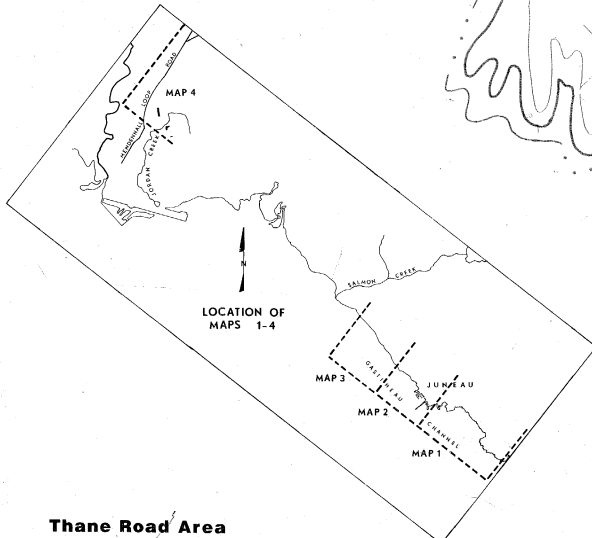 MAP 4
MENDENHALL LOOP ROAD
JORDAN CREEK
N
SALMON CREEK
LOCATION OF
MAPS 1-4
MAP 3
GASTINEAU CHANNEL
JUNEAU
MAP 2
MAP 1
Thane Road Area